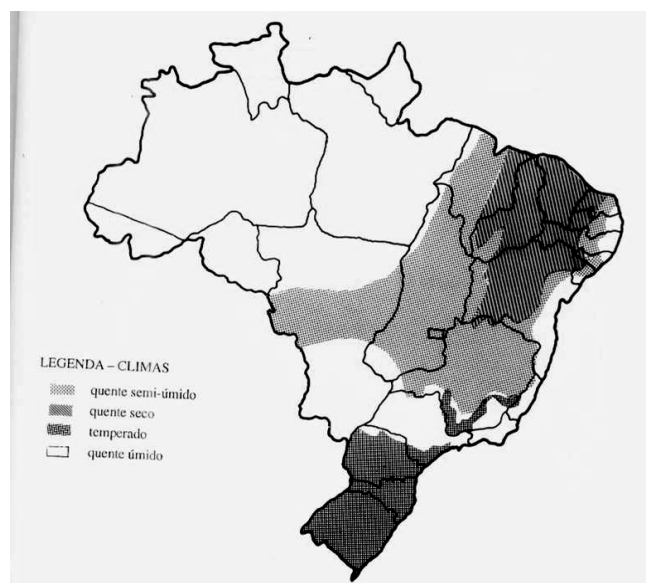 LEGENDA – CLIMAS
quente semi-úmido
quente seco
temperado
quente úmido